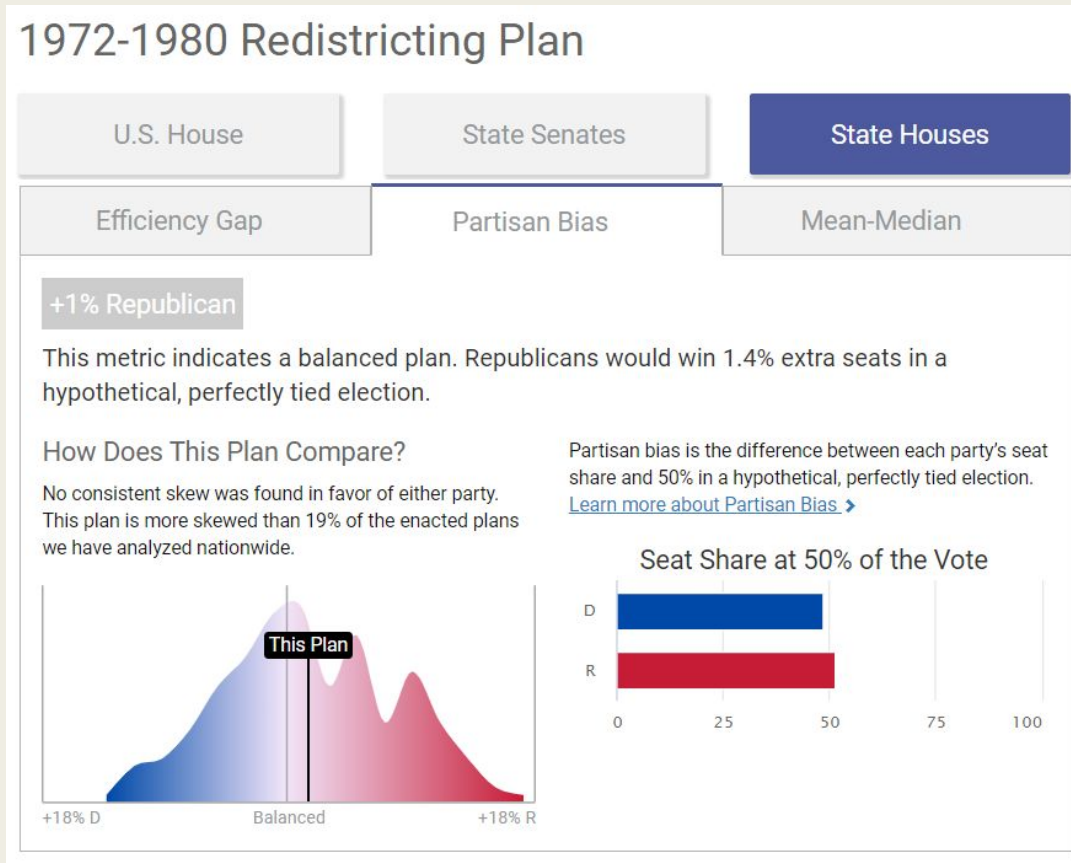 1972-1980 Redistricting Plan
U.S. House
State Senates
State Houses
Efficiency Gap
Partisan Bias
Mean-Median
+1% Republican
This metric indicates a balanced plan. Republicans would win 1.4% extra seats in a
hypothetical, perfectly tied election.
How Does This Plan Compare?
No consistent skew was found in favor of either party.
This plan is more skewed than 19% of the enacted plans
we have analyzed nationwide.
This Plan
+18% D
Balanced
+18% R
Partisan bias is the difference between each party's seat
share and 50% in a hypothetical, perfectly tied election.
Learn more about Partisan Bias >
Seat Share at 50% of the Vote
D
R
0 25 50 75 100